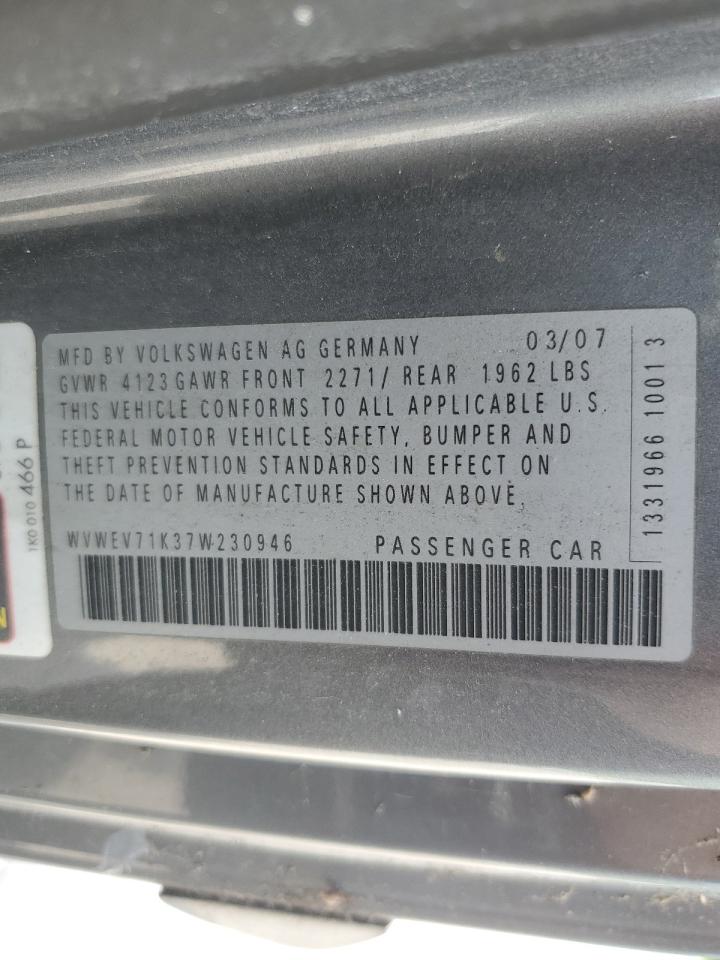 MFD BY VOLKSWAGEN AG GERMANY 03/07
GVWR 4123 GAWR FRONT 2271/ REAR 1962 LBS
THIS VEHICLE CONFORMS TO ALL APPLICABLE U.S.
FEDERAL MOTOR VEHICLE SAFETY, BUMPER AND
THEFT PREVENTION STANDARDS IN EFFECT ON
THE DATE OF MANUFACTURE SHOWN ABOVE.
WVWEV71K37W230946 PASSENGER CAR
1331966 1001 3
1K0 010 466 P
N